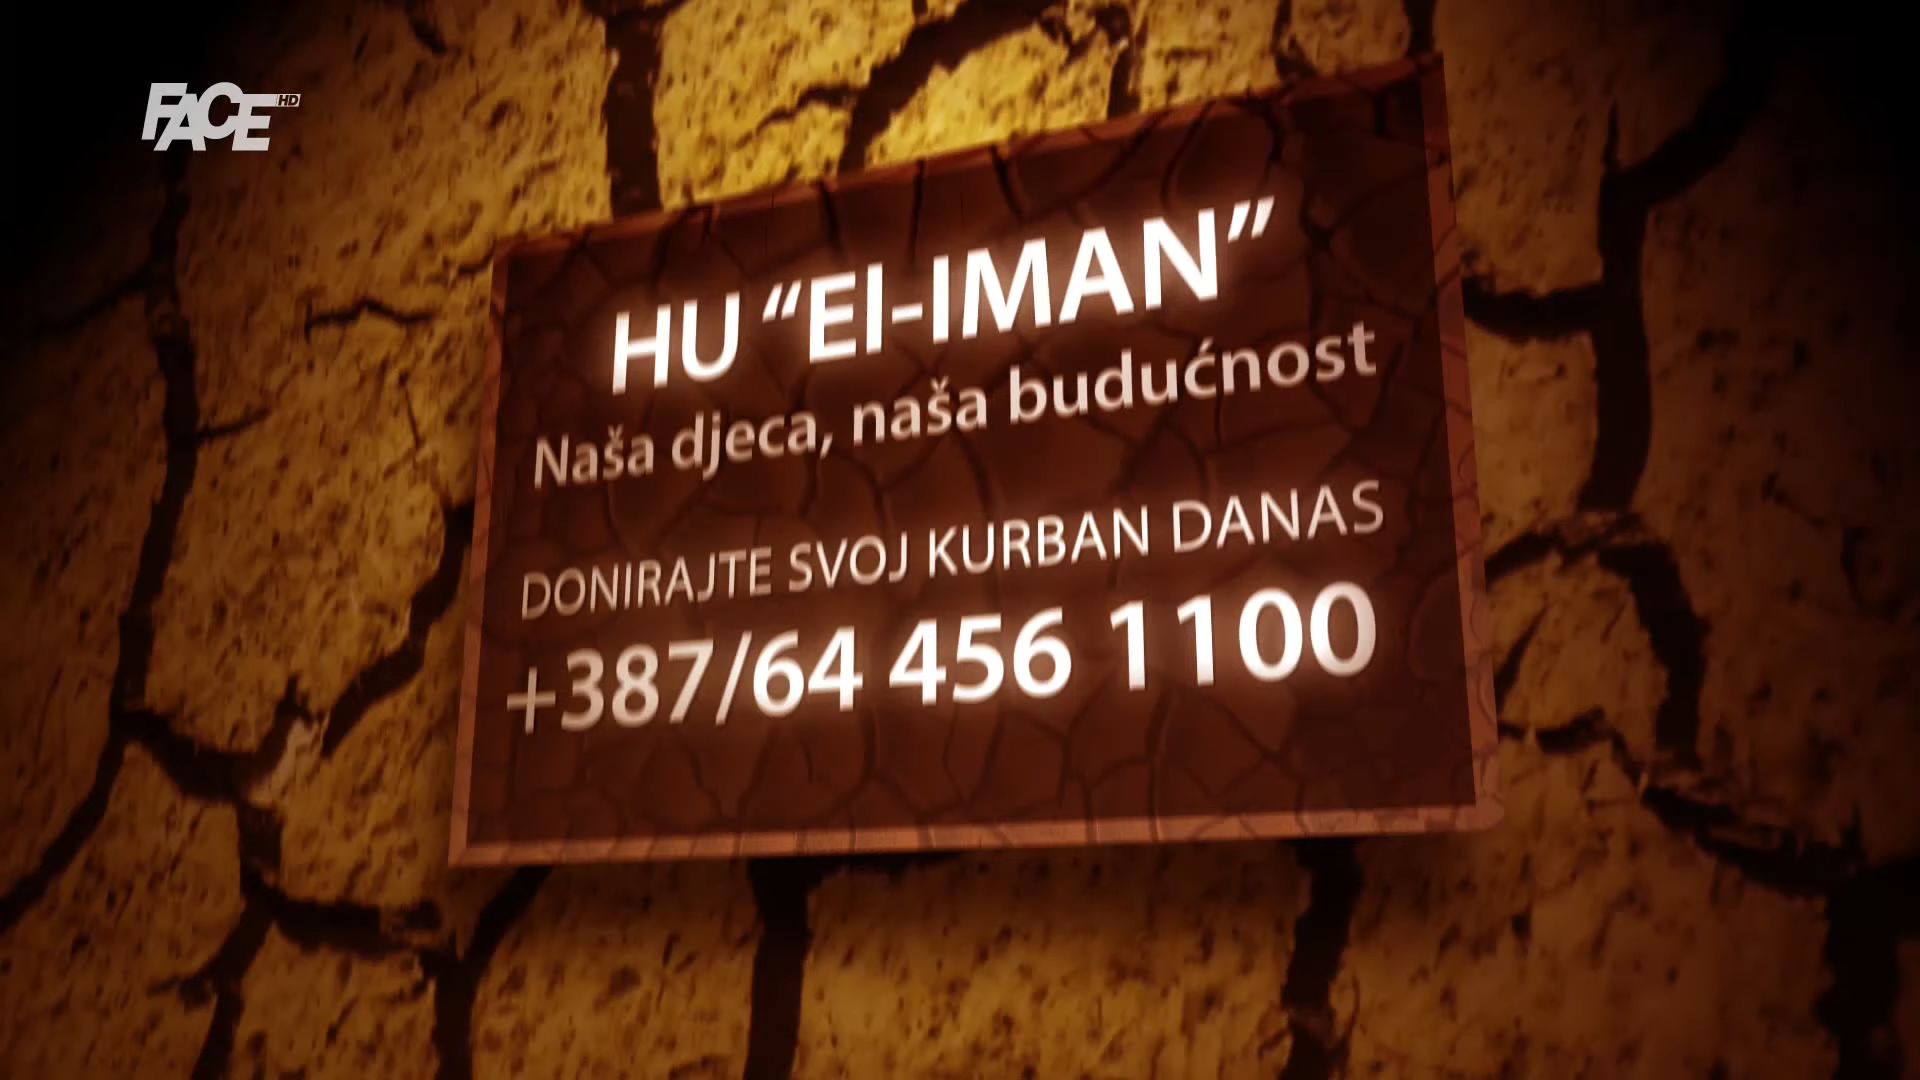 FACE HD
HU “El-IMAN”
Naša djeca, naša budućnost
DONIRAJTE SVOJ KURBAN DANAS
+387/64 456 1100